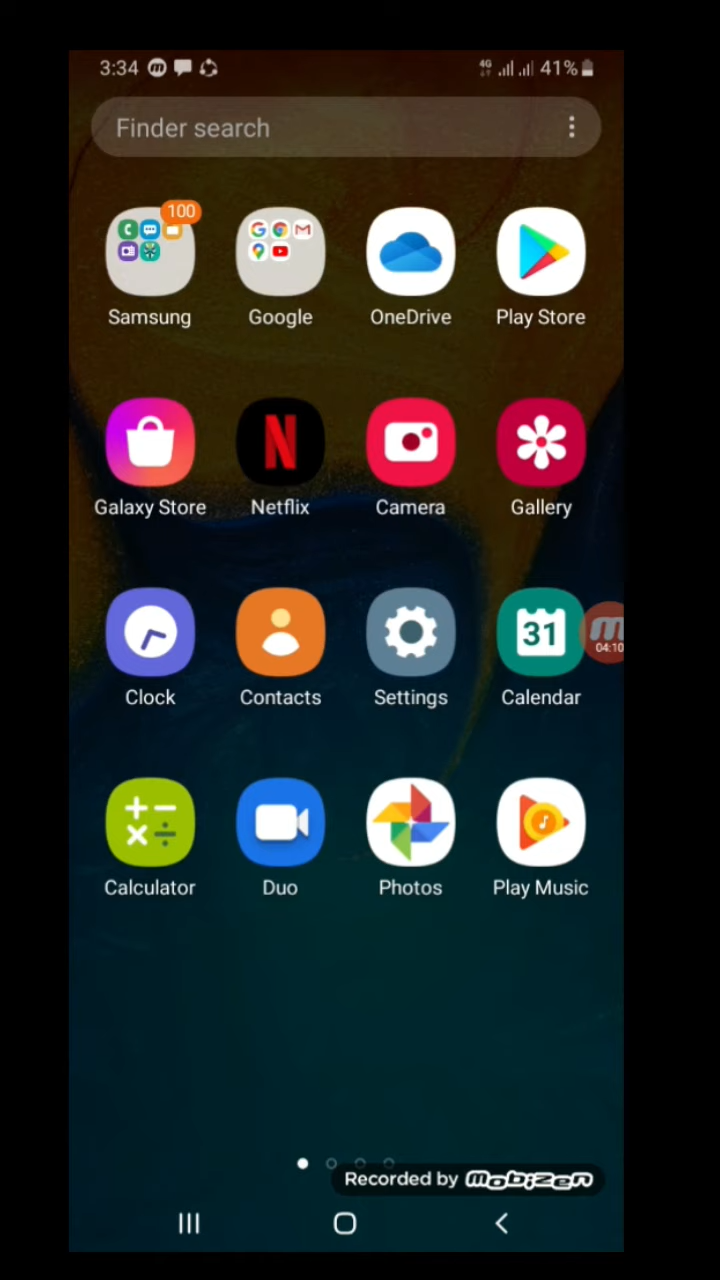 3:34 4G 41%
Finder search
100
Samsung Google OneDrive Play Store
N
Galaxy Store Netflix Camera Gallery
31
m
04:10
Clock Contacts Settings Calendar
Calculator Duo Photos Play Music
Recorded by mobizen